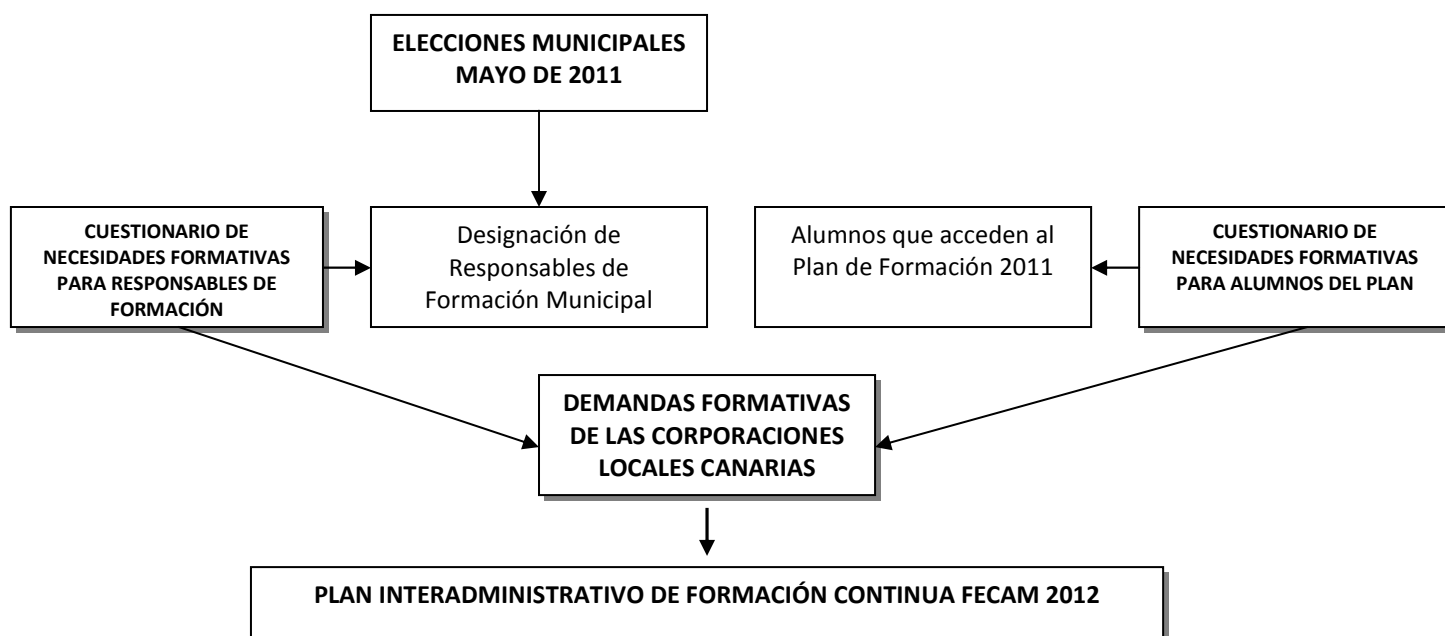 ELECCIONES MUNICIPALES
MAYO DE 2011
CUESTIONARIO DE
NECESIDADES FORMATIVAS
PARA RESPONSABLES DE
FORMACIÓN
Designación de
Responsables de
Formación Municipal
Alumnos que acceden al
Plan de Formación 2011
CUESTIONARIO DE
NECESIDADES FORMATIVAS
PARA ALUMNOS DEL PLAN
DEMANDAS FORMATIVAS
DE LAS CORPORACIONES
LOCALES CANARIAS
PLAN INTERADMINISTRATIVO DE FORMACIÓN CONTINUA FECAM 2012